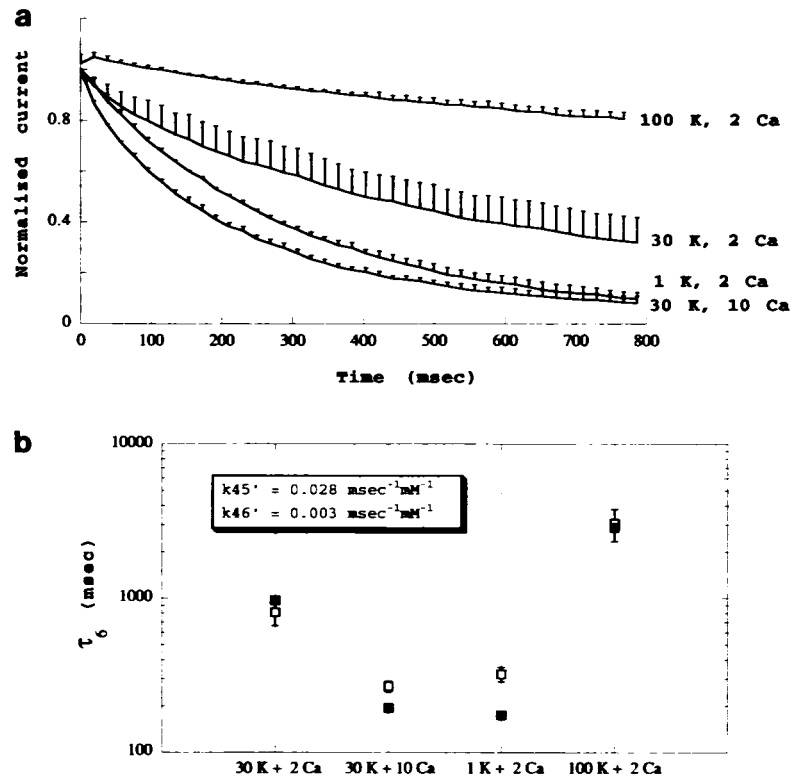 a
Normalized current
0.8
0.4
0
100 K, 2 Ca
30 K, 2 Ca
1 K, 2 Ca
30 K, 10 Ca
0 100 200 300 400 500 600 700 800
Time (msec)
b
10000
1000
100
τ6 (msec)
k45' = 0.028 msec⁻¹mM⁻¹
k46' = 0.003 msec⁻¹mM⁻¹
30 K + 2 Ca 30 K + 10 Ca 1 K + 2 Ca 100 K + 2 Ca